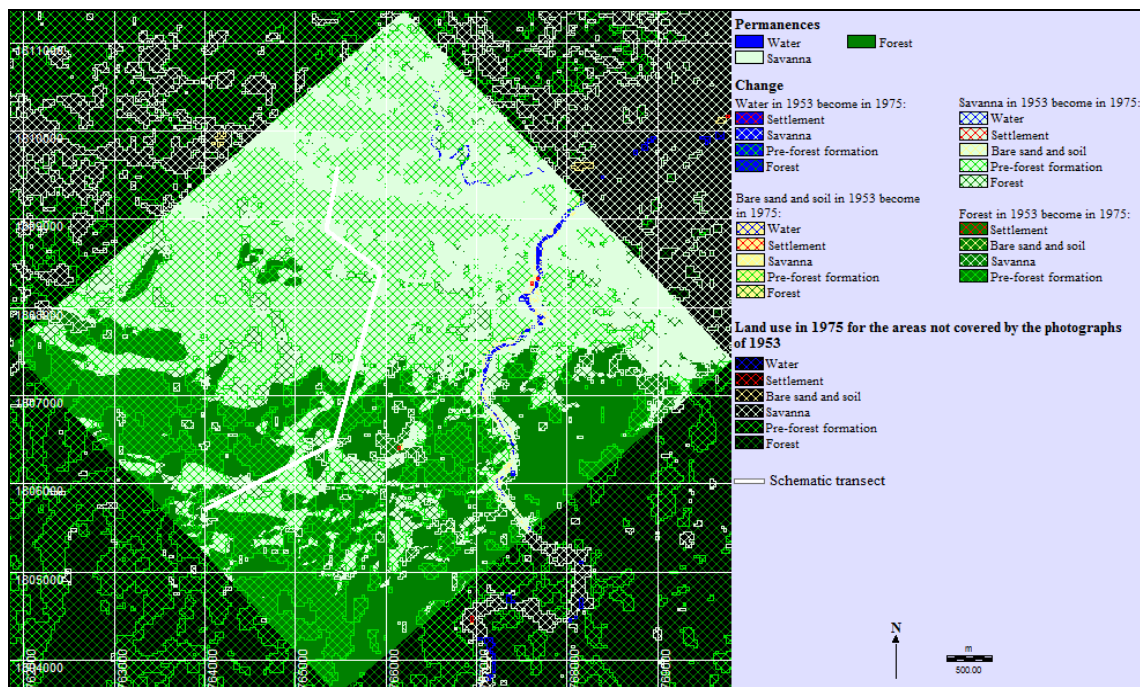 1811000
1810000
1807000
1806000
1805000
1804000
Permanences
Water
Forest
Savanna
Change
Water in 1953 become in 1975:
Settlement
Savanna
Pre-forest formation
Forest
Savanna in 1953 become in 1975:
Water
Settlement
Bare sand and soil
Pre-forest formation
Forest
Bare sand and soil in 1953 become
in 1975:
Water
Settlement
Savanna
Pre-forest formation
Forest
Forest in 1953 become in 1975:
Settlement
Bare sand and soil
Savanna
Pre-forest formation
Land use in 1975 for the areas not covered by the photographs
of 1953
Water
Settlement
Bare sand and soil
Savanna
Pre-forest formation
Forest
Schematic transect
N
m
500.00